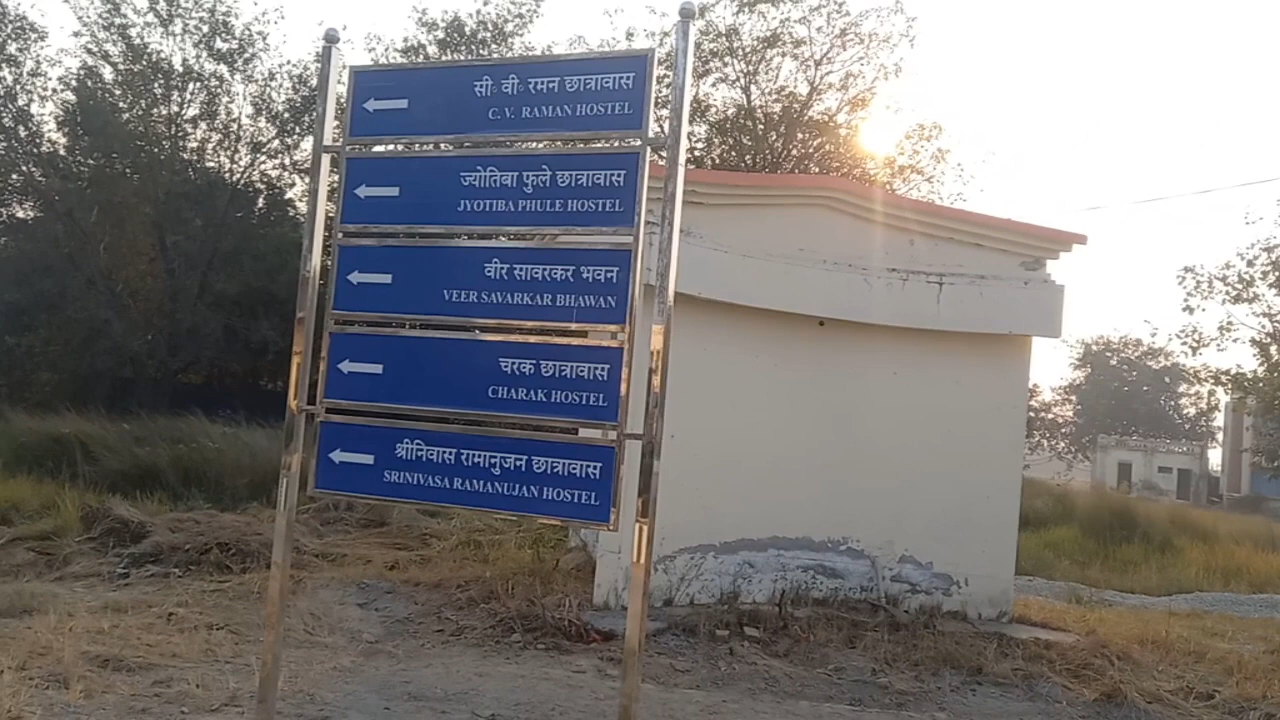 सी॰ वी॰ रमन छात्रावास
C. V. RAMAN HOSTEL
ज्योतिबा फुले छात्रावास
JYOTIBA PHULE HOSTEL
वीर सावरकर भवन
VEER SAVARKAR BHAWAN
चरक छात्रावास
CHARAK HOSTEL
श्रीनिवास रामानुजन छात्रावास
SRINIVASA RAMANUJAN HOSTEL